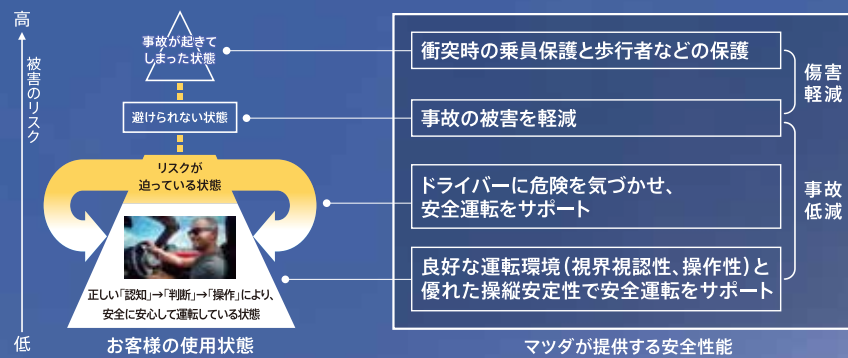 高
被害のリスク
低
事故が起きて
しまった状態
避けられない状態
リスクが
迫っている状態
正しい「認知」→「判断」→「操作」により、
安全に安心して運転している状態
お客様の使用状態
衝突時の乗員保護と歩行者などの保護
事故の被害を軽減
ドライバーに危険を気づかせ、
安全運転をサポート
良好な運転環境（視界視認性、操作性）と
優れた操縦安定性で安全運転をサポート
傷害
軽減
事故
低減
マツダが提供する安全性能